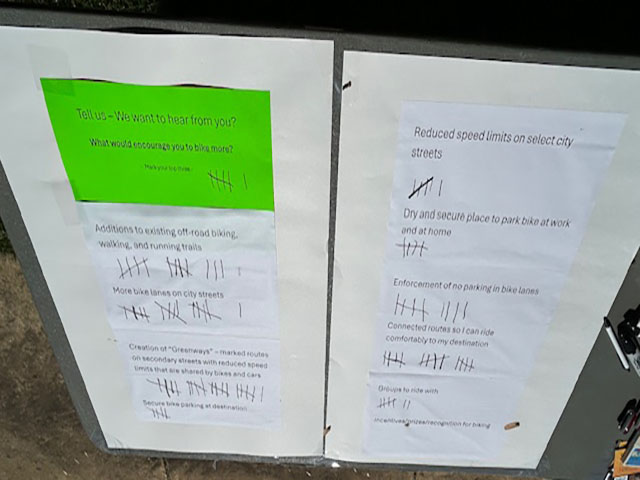 Tell us – We want to hear from you?
What would encourage you to bike more?
Additions to existing off-road biking,
walking, and running trails
More bike lanes on city streets
Creation of "Greenways" – marked routes
on secondary streets with reduced speed
limits that are shared by bikes and cars
Secure bike parking at destination
Reduced speed limits on select city
streets
Dry and secure place to park bike at work
and at home
Enforcement of no parking in bike lanes
Connected routes so I can ride
comfortably to my destination
Groups to ride with
Incentives/prizes/recognition for biking